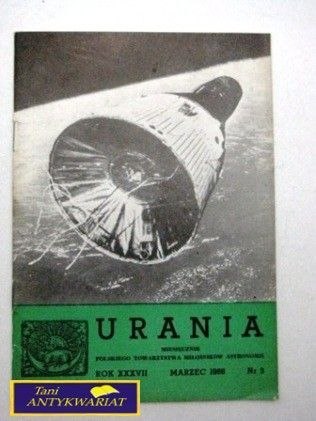 URANIA
MIESIĘCZNIK
POLSKIEGO TOWARZYSTWA MIŁOŚNIKÓW ASTRONOMII
ROK XXXVII MARZEC 1966 Nr 3
Tani
ANTYKWARIAT